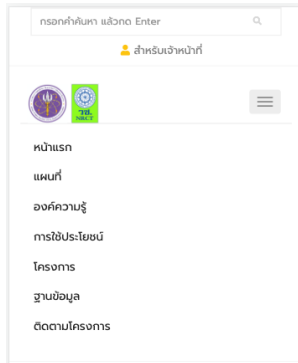 กรอกคำค้นหา แล้วกด Enter
สำหรับเจ้าหน้าที่
วช.
NRCT
หน้าแรก
แผนที่
องค์ความรู้
การใช้ประโยชน์
โครงการ
ฐานข้อมูล
ติดตามโครงการ